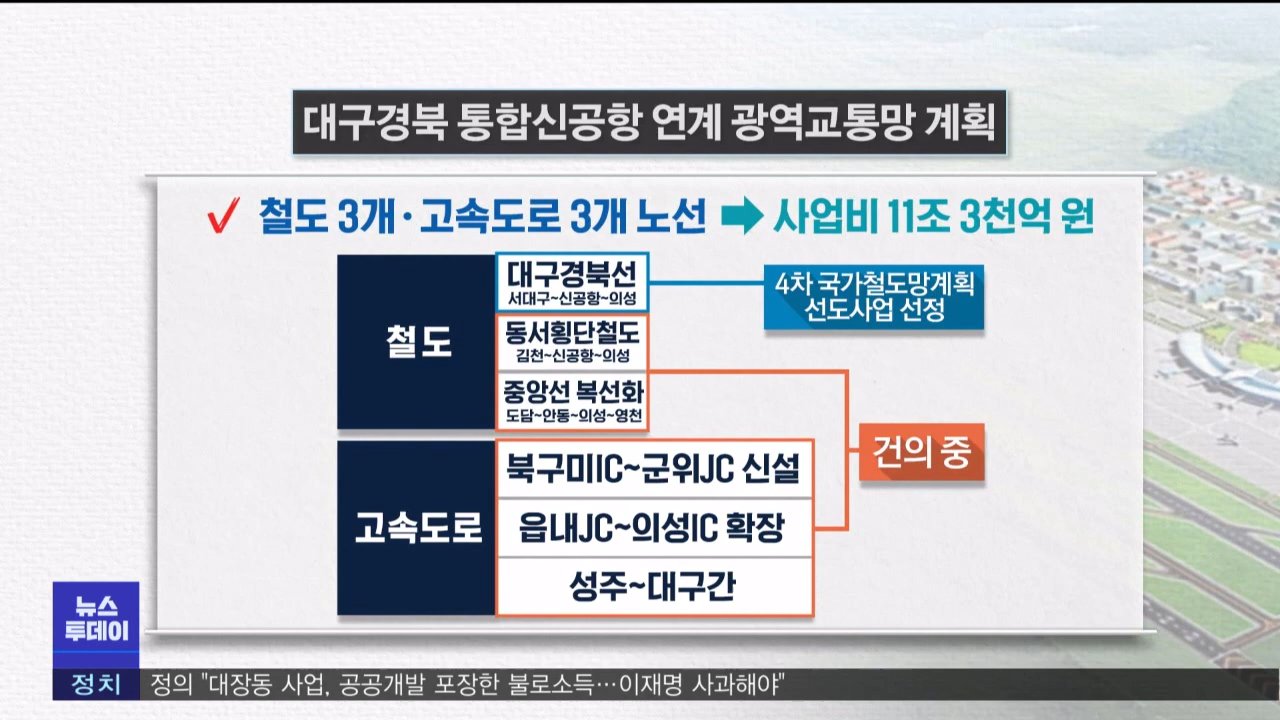 대구경북 통합신공항 연계 광역교통망 계획
철도 3개·고속도로 3개 노선 ➡ 사업비 11조 3천억 원
철도
대구경북선
서대구~신공항~의성
4차 국가철도망계획
선도사업 선정
동서횡단철도
김천~신공항~의성
중앙선 복선화
도담~안동~의성~영천
건의 중
고속도로
북구미IC~군위JC 신설
읍내JC~의성IC 확장
성주~대구간
뉴스
투데이
정치
정의 "대장동 사업, 공공개발 포장한 불로소득…이재명 사과해야"